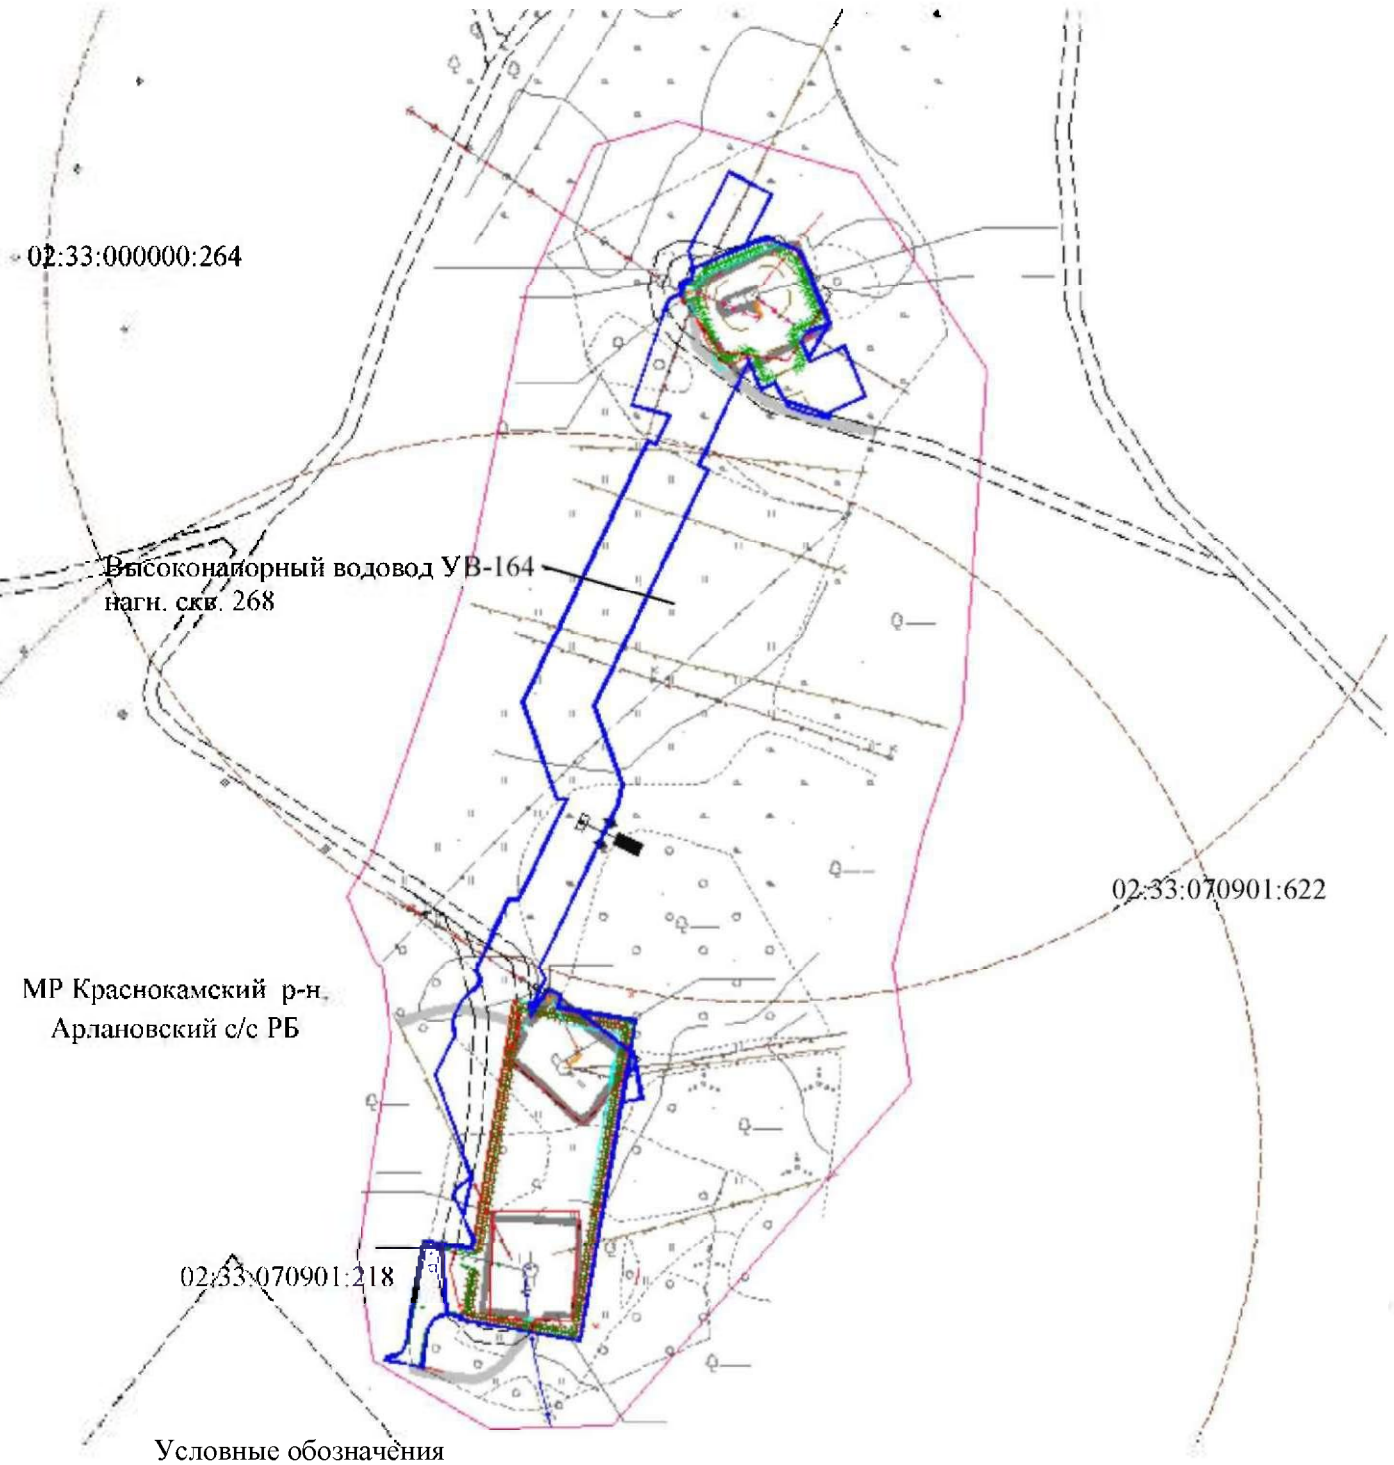 02:33:000000:264
Высоконапорный водовод УВ-164
нагн. скв. 268
02:33:070901:622
МР Краснокамский р-н
Арлановский с/с РБ
02:33:070901:218
Условные обозначения